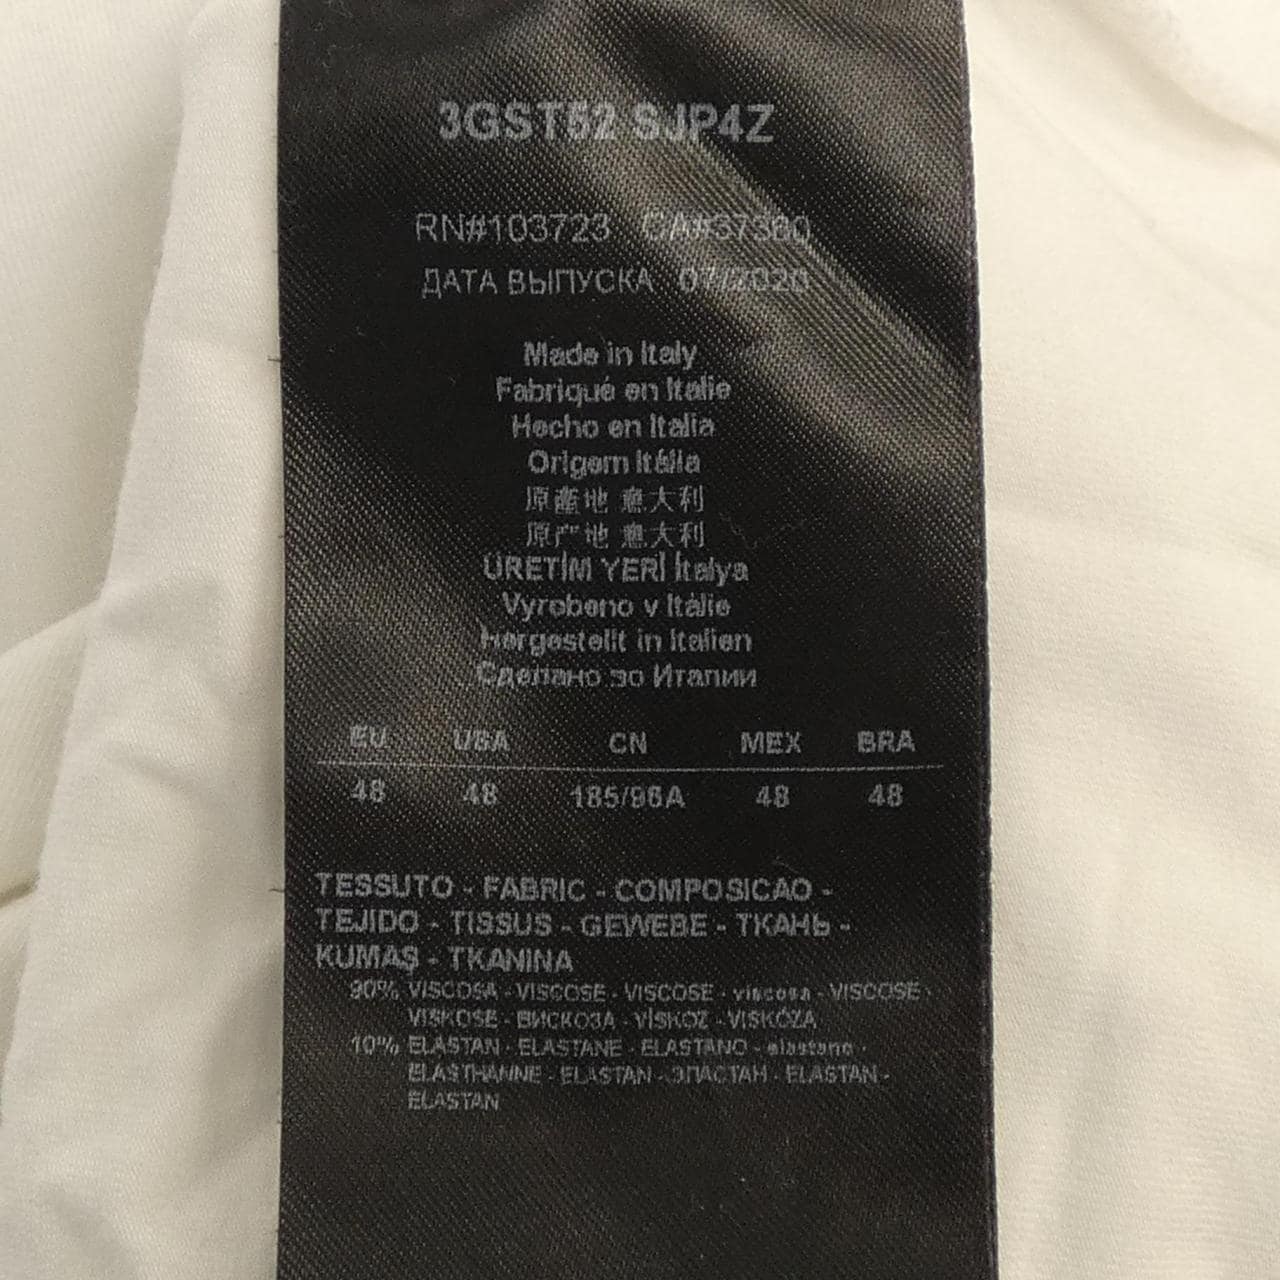 3GST52 SJP4Z
RN#103723 CA#37360
ДАТА ВЫПУСКА 07/2020
Made in Italy
Fabriqué en Italie
Hecho en Italia
Origem Itália
原產地 意大利
原产地 意大利
ÜRETİM YERİ İtalya
Vyrobeno v Itálie
Hergestellt in Italien
Сделано во Италии
EU USA CN MEX BRA
48 48 185/96A 48 48
TESSUTO - FABRIC - COMPOSICAO -
TEJIDO - TISSUS - GEWEBE - ТКАНЬ -
KUMAŞ - TKANINA
90% VISCOSA - VISCOSE - VISCOSE - viscosa - VISCOSE -
VISKOSE - ВИСКОЗА - VİSKOZ - VISKÓZA
10% ELASTAN - ELASTANE - ELASTANO - elastano -
ELASTHANNE - ELASTAN - ЭЛАСТАН - ELASTAN -
ELASTAN